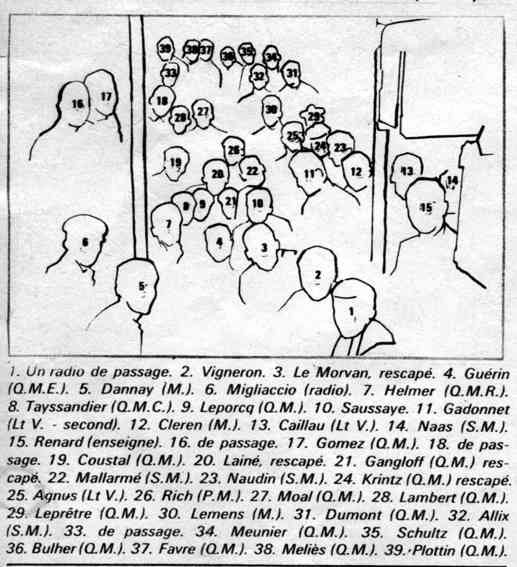 39 38 37 36 35 34
33 32 31
16 17 18 28 27 30 29
26 25 24 23
19 20 22 11 12 13 14
8 9 21 10 15
6 7 4 3
5 2
1
1. Un radio de passage. 2. Vigneron. 3. Le Morvan, rescapé. 4. Guérin
(Q.M.E.). 5. Dannay (M.). 6. Migliaccio (radio). 7. Helmer (Q.M.R.).
8. Tayssandier (Q.M.C.). 9. Leporcq (Q.M.). 10. Saussaye. 11. Gadonnet
(Lt V. - second). 12. Cleren (M.). 13. Caillau (Lt V.). 14. Naas (S.M.).
15. Renard (enseigne). 16. de passage. 17. Gomez (Q.M.). 18. de pas-
sage. 19. Coustal (Q.M.). 20. Lainé, rescapé. 21. Gangloff (Q.M.) res-
capé. 22. Mallarmé (S.M.). 23. Naudin (S.M.). 24. Krintz (Q.M.) rescapé.
25. Agnus (Lt V.). 26. Rich (P.M.). 27. Moal (Q.M.). 28. Lambert (Q.M.).
29. Leprêtre (Q.M.). 30. Lemens (M.). 31. Dumont (Q.M.). 32. Allix
(S.M.). 33. de passage. 34. Meunier (Q.M.). 35. Schultz (Q.M.).
36. Bulher (Q.M.). 37. Favre (Q.M.). 38. Meliès (Q.M.). 39. Plottin (Q.M.).